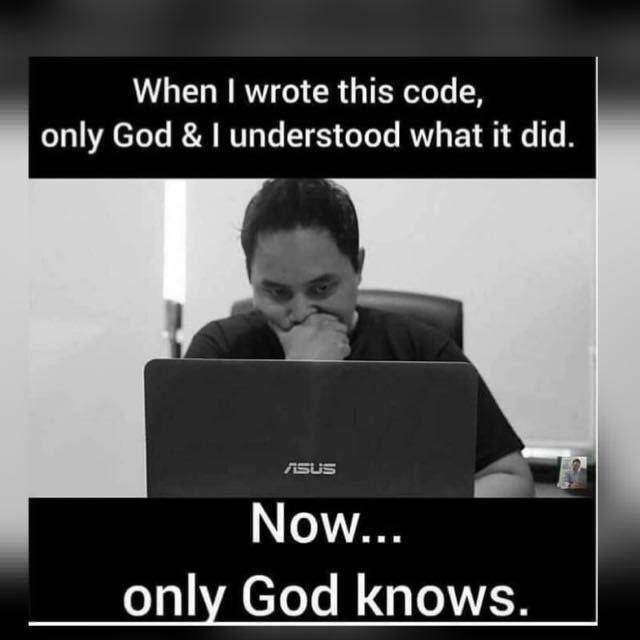 When I wrote this code,
only God & I understood what it did.
ASUS
Now...
only God knows.